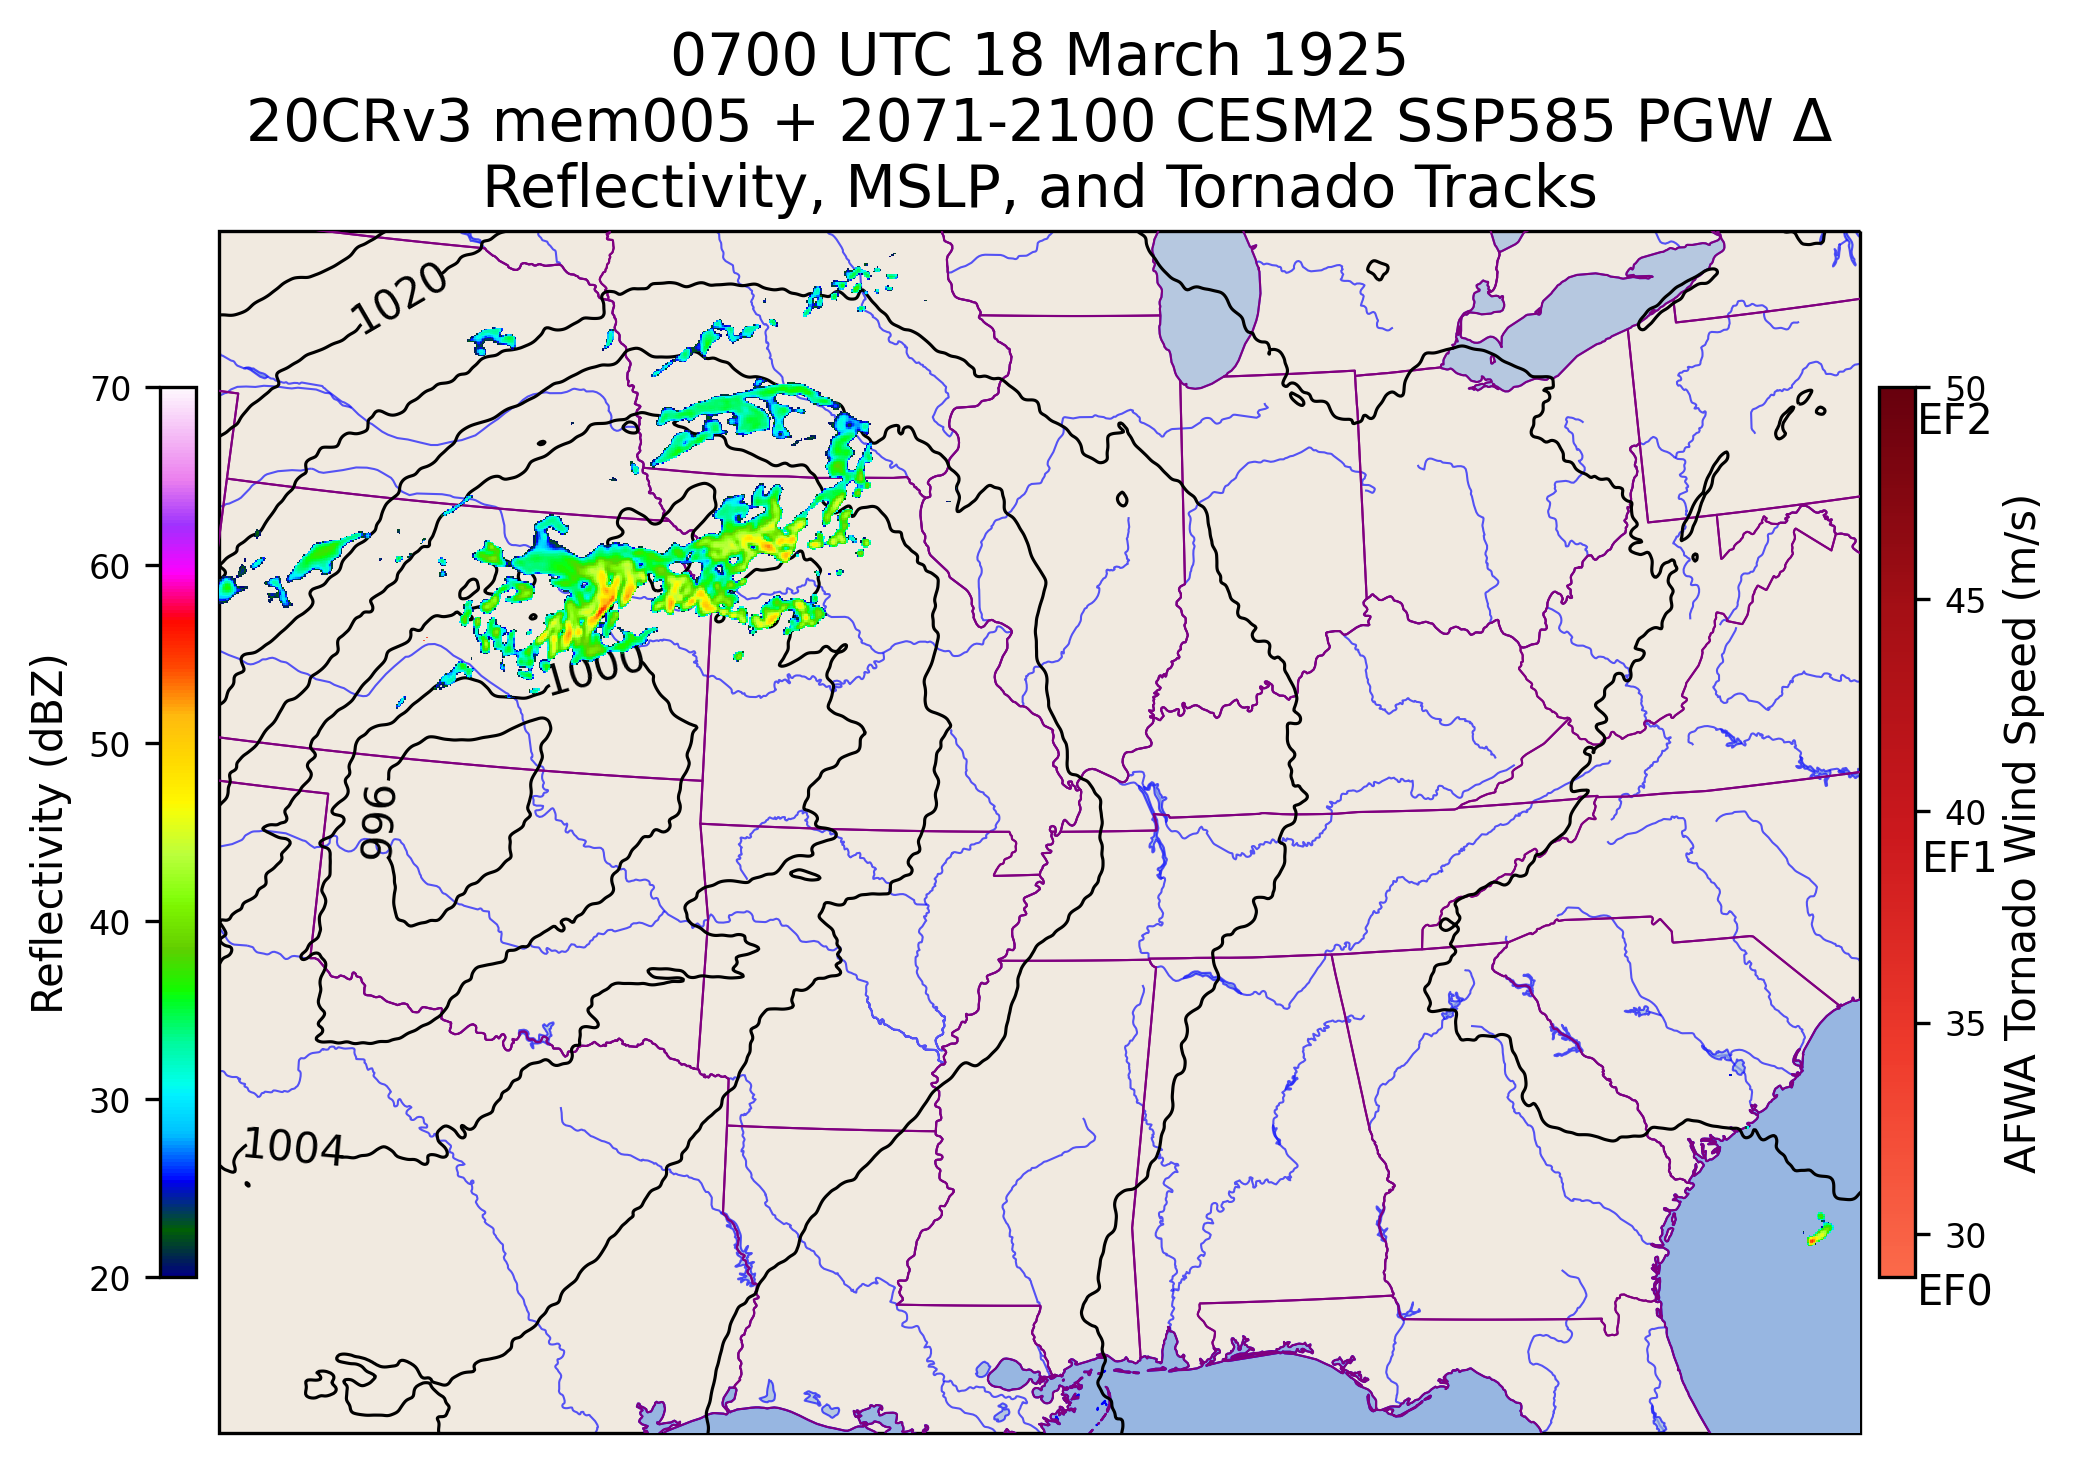 0700 UTC 18 March 1925
20CRv3 mem005 + 2071-2100 CESM2 SSP585 PGW Δ
Reflectivity, MSLP, and Tornado Tracks
Reflectivity (dBZ)
70
60
50
40
30
20
1020
1000
996
1004
50
EF2
45
40
EF1
35
30
EF0
AFWA Tornado Wind Speed (m/s)